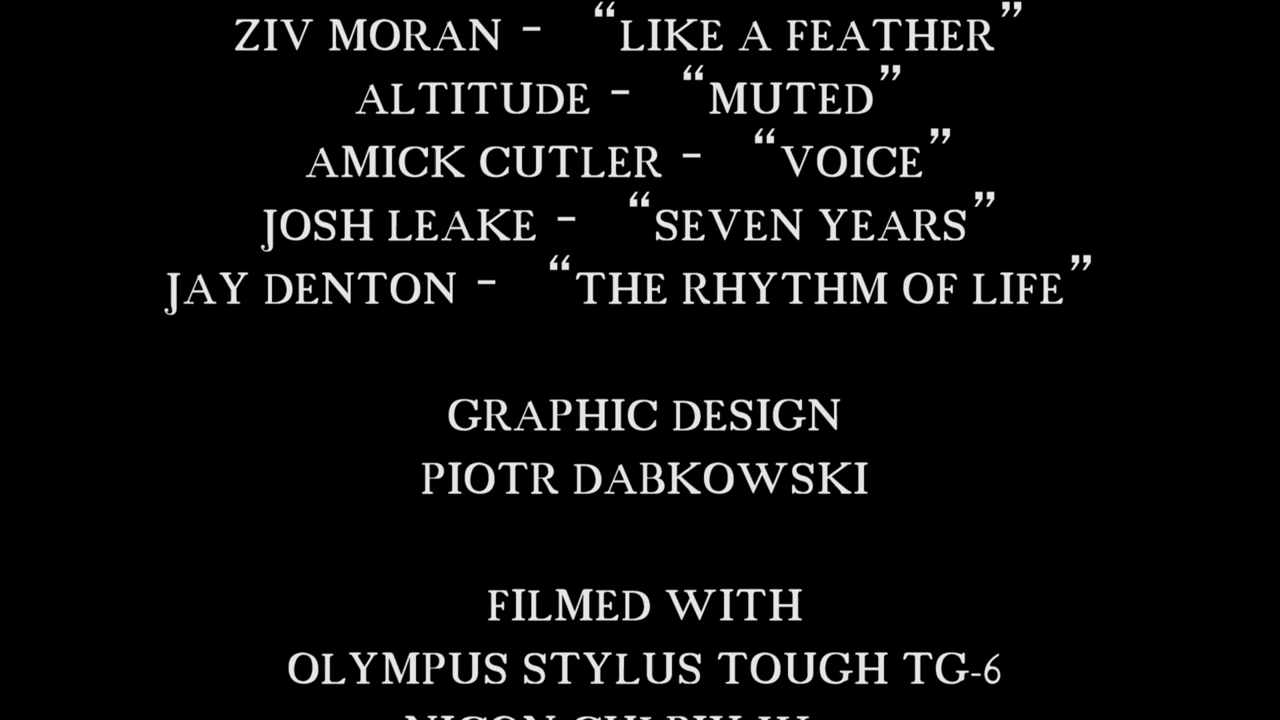 ZIV MORAN - “LIKE A FEATHER”
ALTITUDE - “MUTED”
AMICK CUTLER - “VOICE”
JOSH LEAKE - “SEVEN YEARS”
JAY DENTON - “THE RHYTHM OF LIFE”
GRAPHIC DESIGN
PIOTR DABKOWSKI
FILMED WITH
OLYMPUS STYLUS TOUGH TG-6